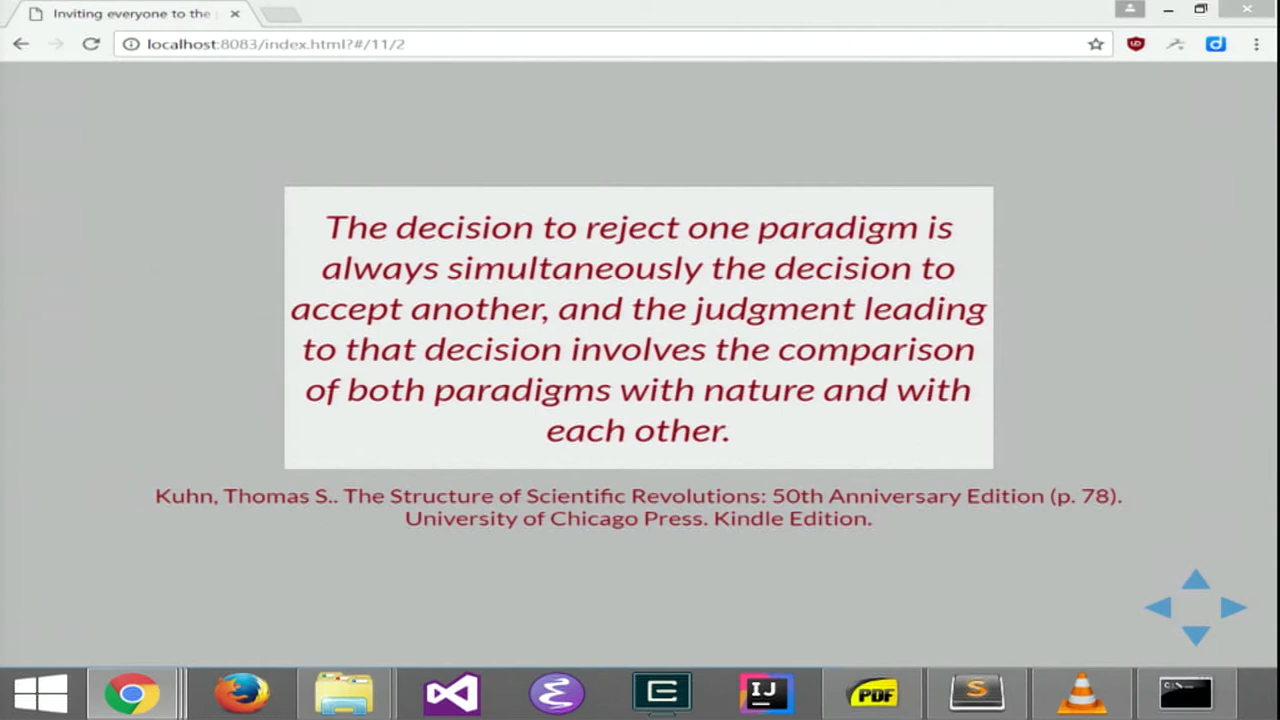 Inviting everyone to the
localhost:8083/index.html?#/11/2
The decision to reject one paradigm is
always simultaneously the decision to
accept another, and the judgment leading
to that decision involves the comparison
of both paradigms with nature and with
each other.
Kuhn, Thomas S.. The Structure of Scientific Revolutions: 50th Anniversary Edition (p. 78).
University of Chicago Press. Kindle Edition.
IJ
PDF
S